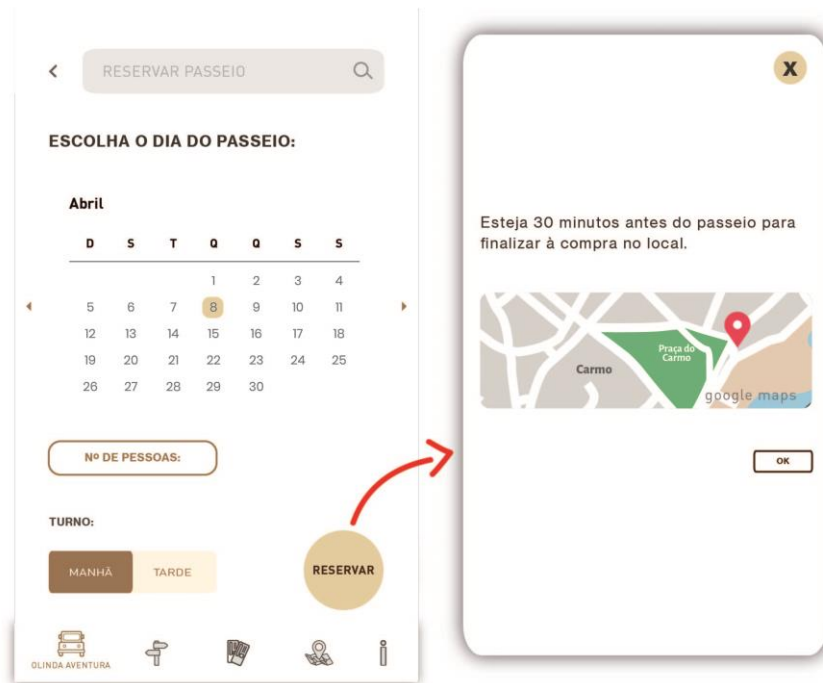 RESERVAR PASSEIO
ESCOLHA O DIA DO PASSEIO:
Abril
D S T Q Q S S
1 2 3 4
5 6 7 8 9 10 11
12 13 14 15 16 17 18
19 20 21 22 23 24 25
26 27 28 29 30
Nº DE PESSOAS:
TURNO:
MANHÃ TARDE
RESERVAR
OLINDA AVENTURA
X
Esteja 30 minutos antes do passeio para
finalizar à compra no local.
Praça do
Carmo
Carmo
google maps
OK